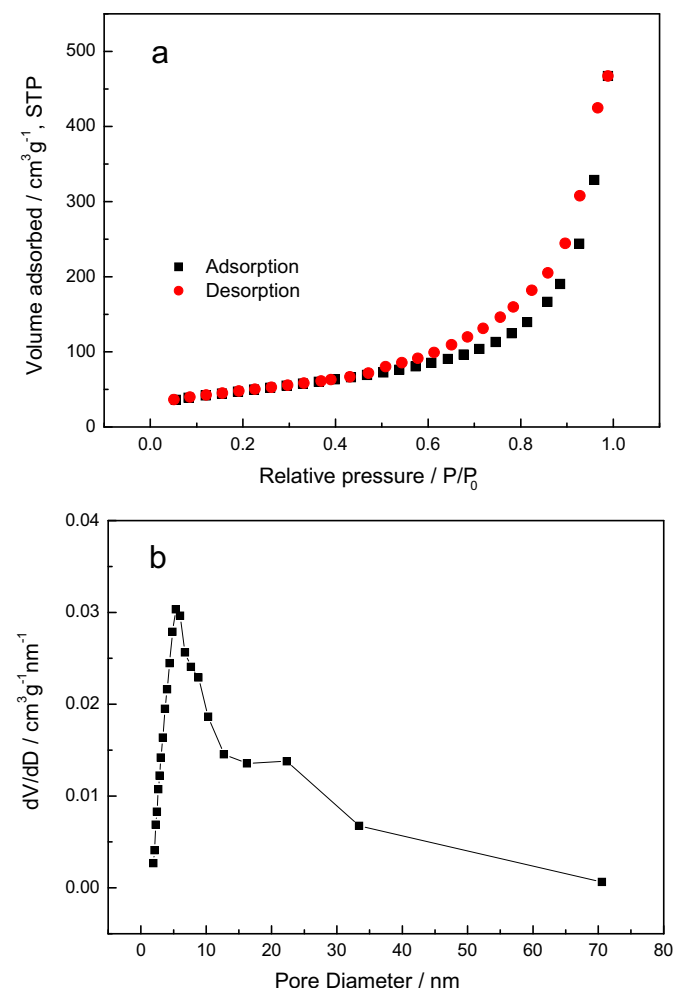 a
500
400
300
200
100
0
Volume adsorbed / cm³g⁻¹, STP
Adsorption
Desorption
0.0 0.2 0.4 0.6 0.8 1.0
Relative pressure / P/P₀
b
0.04
0.03
0.02
0.01
0.00
dV/dD / cm³g⁻¹nm⁻¹
0 10 20 30 40 50 60 70 80
Pore Diameter / nm